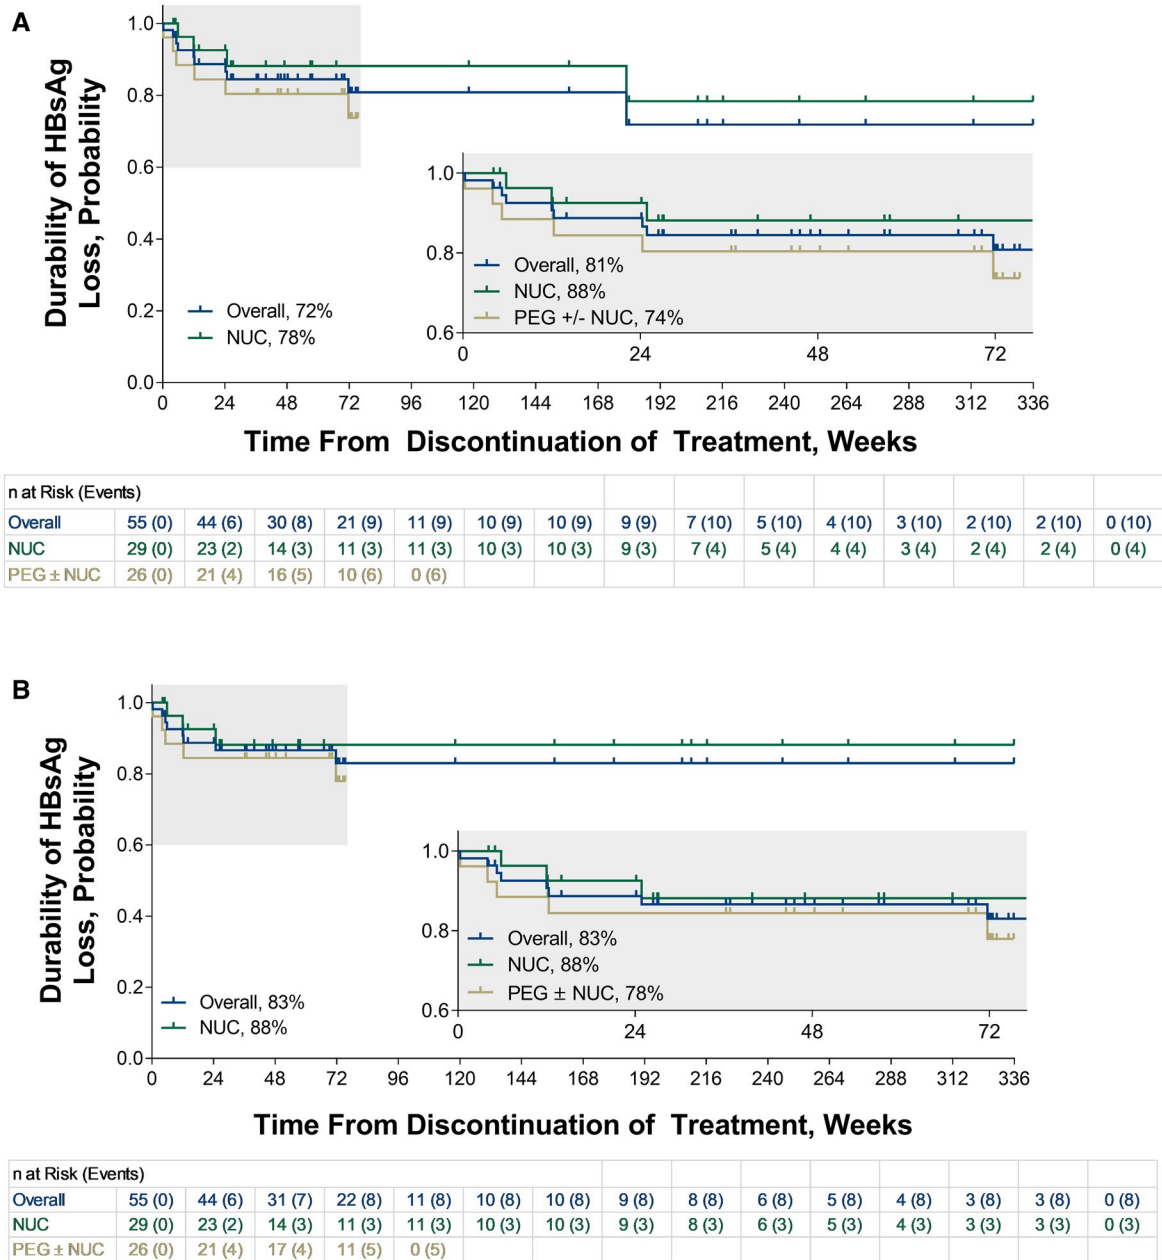 A
Durability of HBsAg
Loss, Probability
1.0
0.8
0.6
0.4
0.2
0.0
Overall, 72%
NUC, 78%
1.0
0.8
0.6
Overall, 81%
NUC, 88%
PEG +/- NUC, 74%
0 24 48 72
0 24 48 72 96 120 144 168 192 216 240 264 288 312 336
Time From Discontinuation of Treatment, Weeks
n at Risk (Events)
Overall 55 (0) 44 (6) 30 (8) 21 (9) 11 (9) 10 (9) 10 (9) 9 (9) 7 (10) 5 (10) 4 (10) 3 (10) 2 (10) 2 (10) 0 (10)
NUC 29 (0) 23 (2) 14 (3) 11 (3) 11 (3) 10 (3) 10 (3) 9 (3) 7 (4) 5 (4) 4 (4) 3 (4) 2 (4) 2 (4) 0 (4)
PEG ± NUC 26 (0) 21 (4) 16 (5) 10 (6) 0 (6)
B
Durability of HBsAg
Loss, Probability
1.0
0.8
0.6
0.4
0.2
0.0
Overall, 83%
NUC, 88%
1.0
0.8
0.6
Overall, 83%
NUC, 88%
PEG ± NUC, 78%
0 24 48 72
0 24 48 72 96 120 144 168 192 216 240 264 288 312 336
Time From Discontinuation of Treatment, Weeks
n at Risk (Events)
Overall 55 (0) 44 (6) 31 (7) 22 (8) 11 (8) 10 (8) 10 (8) 9 (8) 8 (8) 6 (8) 5 (8) 4 (8) 3 (8) 3 (8) 0 (8)
NUC 29 (0) 23 (2) 14 (3) 11 (3) 11 (3) 10 (3) 10 (3) 9 (3) 8 (3) 6 (3) 5 (3) 4 (3) 3 (3) 3 (3) 0 (3)
PEG ± NUC 26 (0) 21 (4) 17 (4) 11 (5) 0 (5)